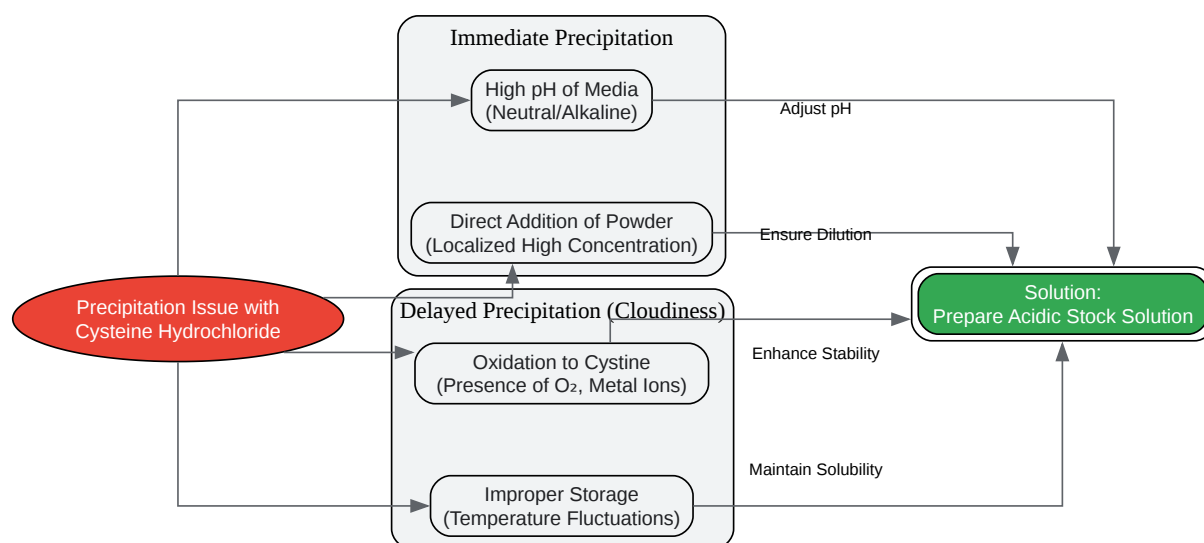 Immediate Precipitation
High pH of Media
(Neutral/Alkaline)
Adjust pH
Direct Addition of Powder
(Localized High Concentration)
Ensure Dilution
Precipitation Issue with
Cysteine Hydrochloride
Solution:
Prepare Acidic Stock Solution
Delayed Precipitation (Cloudiness)
Oxidation to Cystine
(Presence of O₂, Metal Ions)
Enhance Stability
Improper Storage
(Temperature Fluctuations)
Maintain Solubility